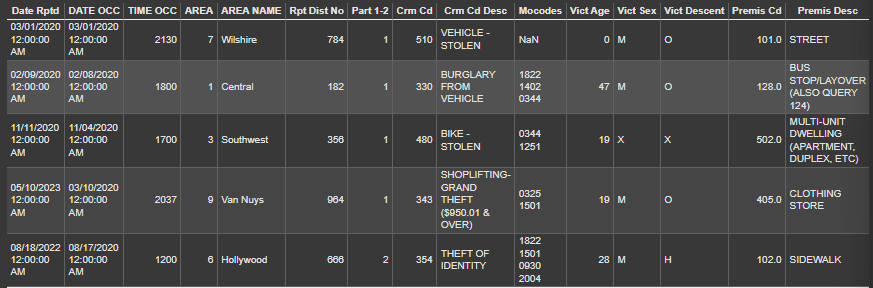 Date Rptd DATE OCC TIME OCC AREA AREA NAME Rpt Dist No Part 1-2 Crm Cd Crm Cd Desc Mocodes Vict Age Vict Sex Vict Descent Premis Cd Premis Desc
03/01/2020 12:00:00 AM 03/01/2020 12:00:00 AM 2130 7 Wilshire 784 1 510 VEHICLE - STOLEN NaN 0 M O 101.0 STREET
02/09/2020 12:00:00 AM 02/08/2020 12:00:00 AM 1800 1 Central 182 1 330 BURGLARY FROM VEHICLE 1822 1402 0344 47 M O 128.0 BUS STOP/LAYOVER (ALSO QUERY 124)
11/11/2020 12:00:00 AM 11/04/2020 12:00:00 AM 1700 3 Southwest 356 1 480 BIKE - STOLEN 0344 1251 19 X X 502.0 MULTI-UNIT DWELLING (APARTMENT, DUPLEX, ETC)
05/10/2023 12:00:00 AM 03/10/2020 12:00:00 AM 2037 9 Van Nuys 964 1 343 SHOPLIFTING-GRAND THEFT ($950.01 & OVER) 0325 1501 19 M O 405.0 CLOTHING STORE
08/18/2022 12:00:00 AM 08/17/2020 12:00:00 AM 1200 6 Hollywood 666 2 354 THEFT OF IDENTITY 1822 1501 0930 2004 28 M H 102.0 SIDEWALK